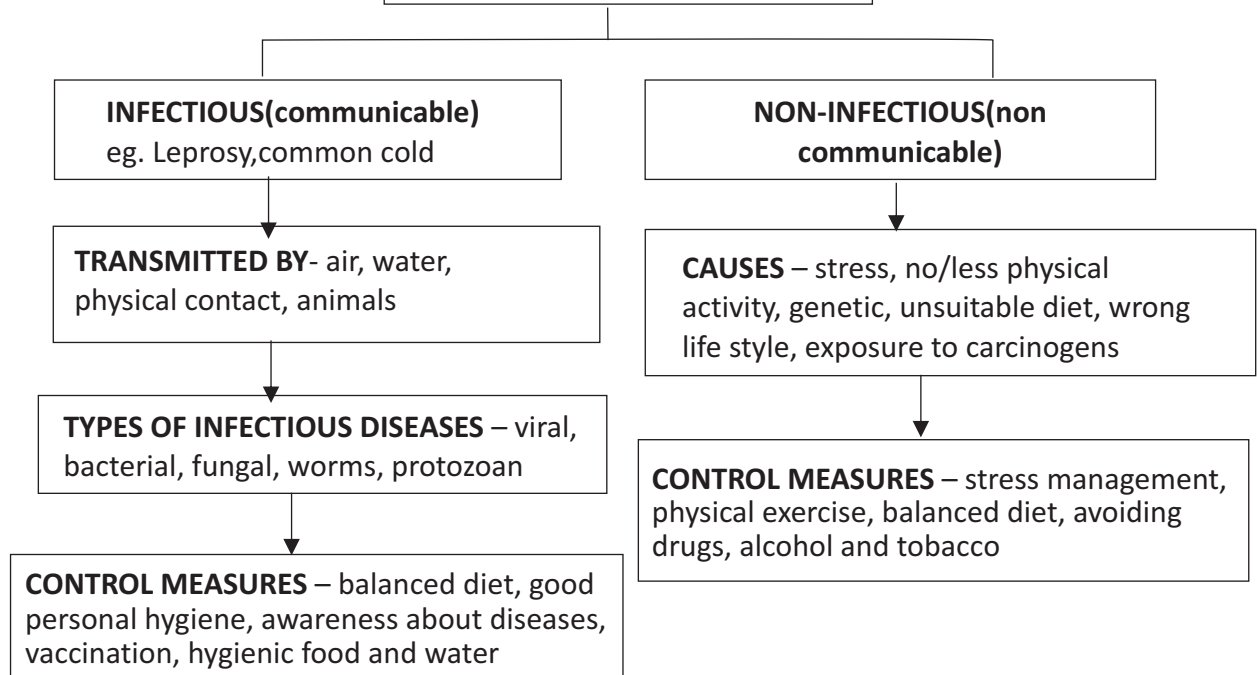 INFECTIOUS(communicable)
eg. Leprosy,common cold
TRANSMITTED BY- air, water,
physical contact, animals
TYPES OF INFECTIOUS DISEASES – viral,
bacterial, fungal, worms, protozoan
CONTROL MEASURES – balanced diet, good
personal hygiene, awareness about diseases,
vaccination, hygienic food and water
NON-INFECTIOUS(non
communicable)
CAUSES – stress, no/less physical
activity, genetic, unsuitable diet, wrong
life style, exposure to carcinogens
CONTROL MEASURES – stress management,
physical exercise, balanced diet, avoiding
drugs, alcohol and tobacco